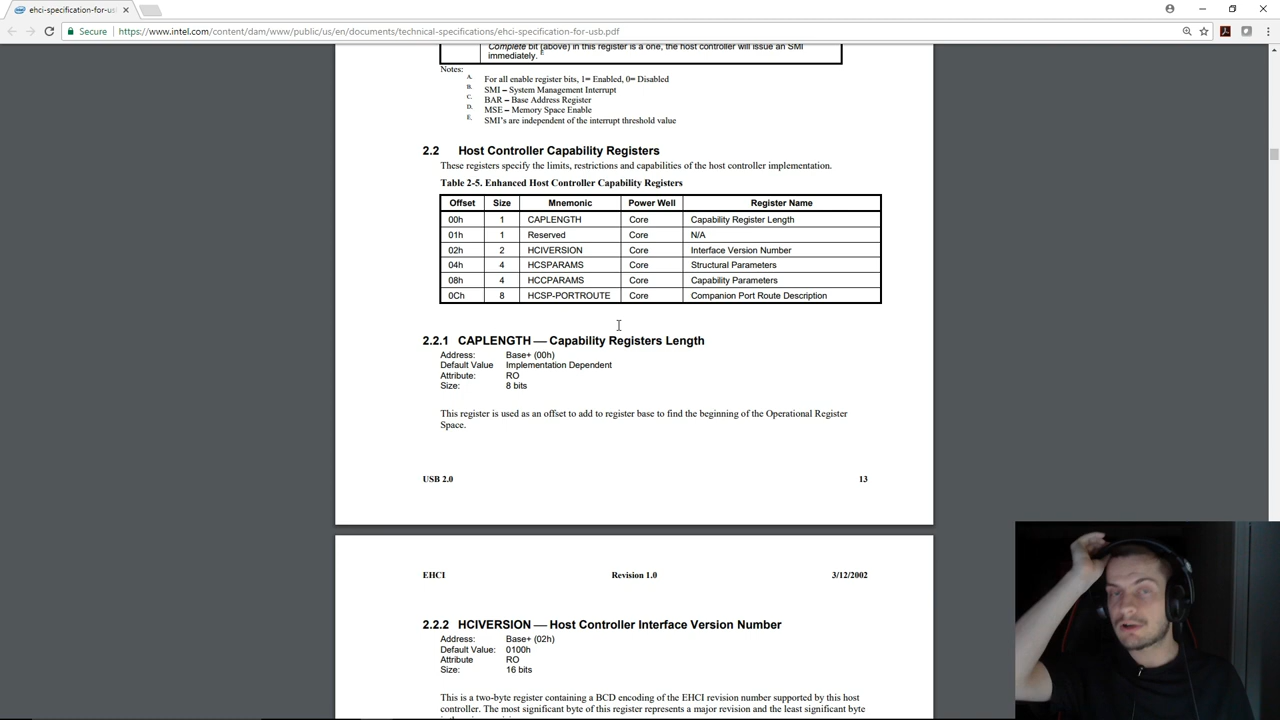 ehci-specification-for-us
Secure
https://www.intel.com/content/dam/www/public/us/en/documents/technical-specifications/ehci-specification-for-usb.pdf
Complete bit (above) in this register is a one, the host controller will issue an SMI
immediately. E
Notes:
A. For all enable register bits, 1= Enabled, 0= Disabled
B. SMI – System Management Interrupt
C. BAR – Base Address Register
D. MSE – Memory Space Enable
E. SMI's are independent of the interrupt threshold value
2.2 Host Controller Capability Registers
These registers specify the limits, restrictions and capabilities of the host controller implementation.
Table 2-5. Enhanced Host Controller Capability Registers
Offset Size Mnemonic Power Well Register Name
00h 1 CAPLENGTH Core Capability Register Length
01h 1 Reserved Core N/A
02h 2 HCIVERSION Core Interface Version Number
04h 4 HCSPARAMS Core Structural Parameters
08h 4 HCCPARAMS Core Capability Parameters
0Ch 8 HCSP-PORTROUTE Core Companion Port Route Description
2.2.1 CAPLENGTH — Capability Registers Length
Address: Base+ (00h)
Default Value Implementation Dependent
Attribute: RO
Size: 8 bits
This register is used as an offset to add to register base to find the beginning of the Operational Register
Space.
USB 2.0 13
EHCI Revision 1.0 3/12/2002
2.2.2 HCIVERSION — Host Controller Interface Version Number
Address: Base+ (02h)
Default Value: 0100h
Attribute RO
Size: 16 bits
This is a two-byte register containing a BCD encoding of the EHCI revision number supported by this host
controller. The most significant byte of this register represents a major revision and the least significant byte